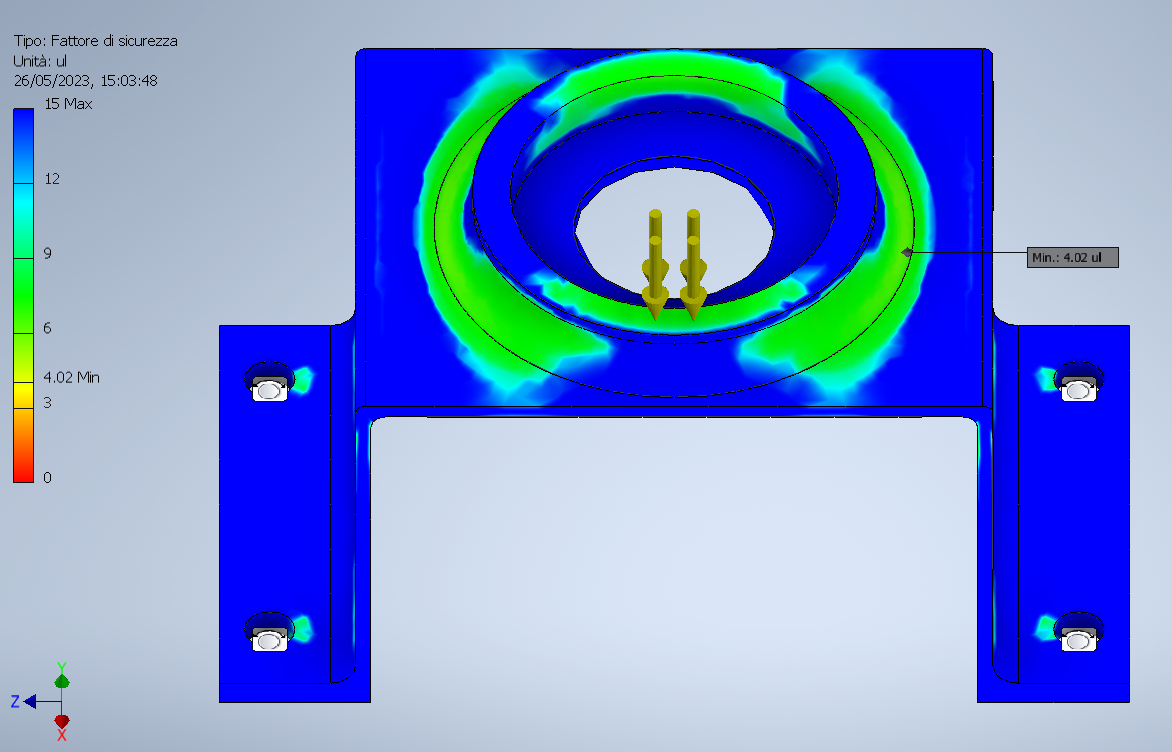 Tipo: Fattore di sicurezza
Unità: ul
26/05/2023, 15:03:48
15 Max
12
9
6
4.02 Min
3
0
Min.: 4.02 ul
Y
Z
X